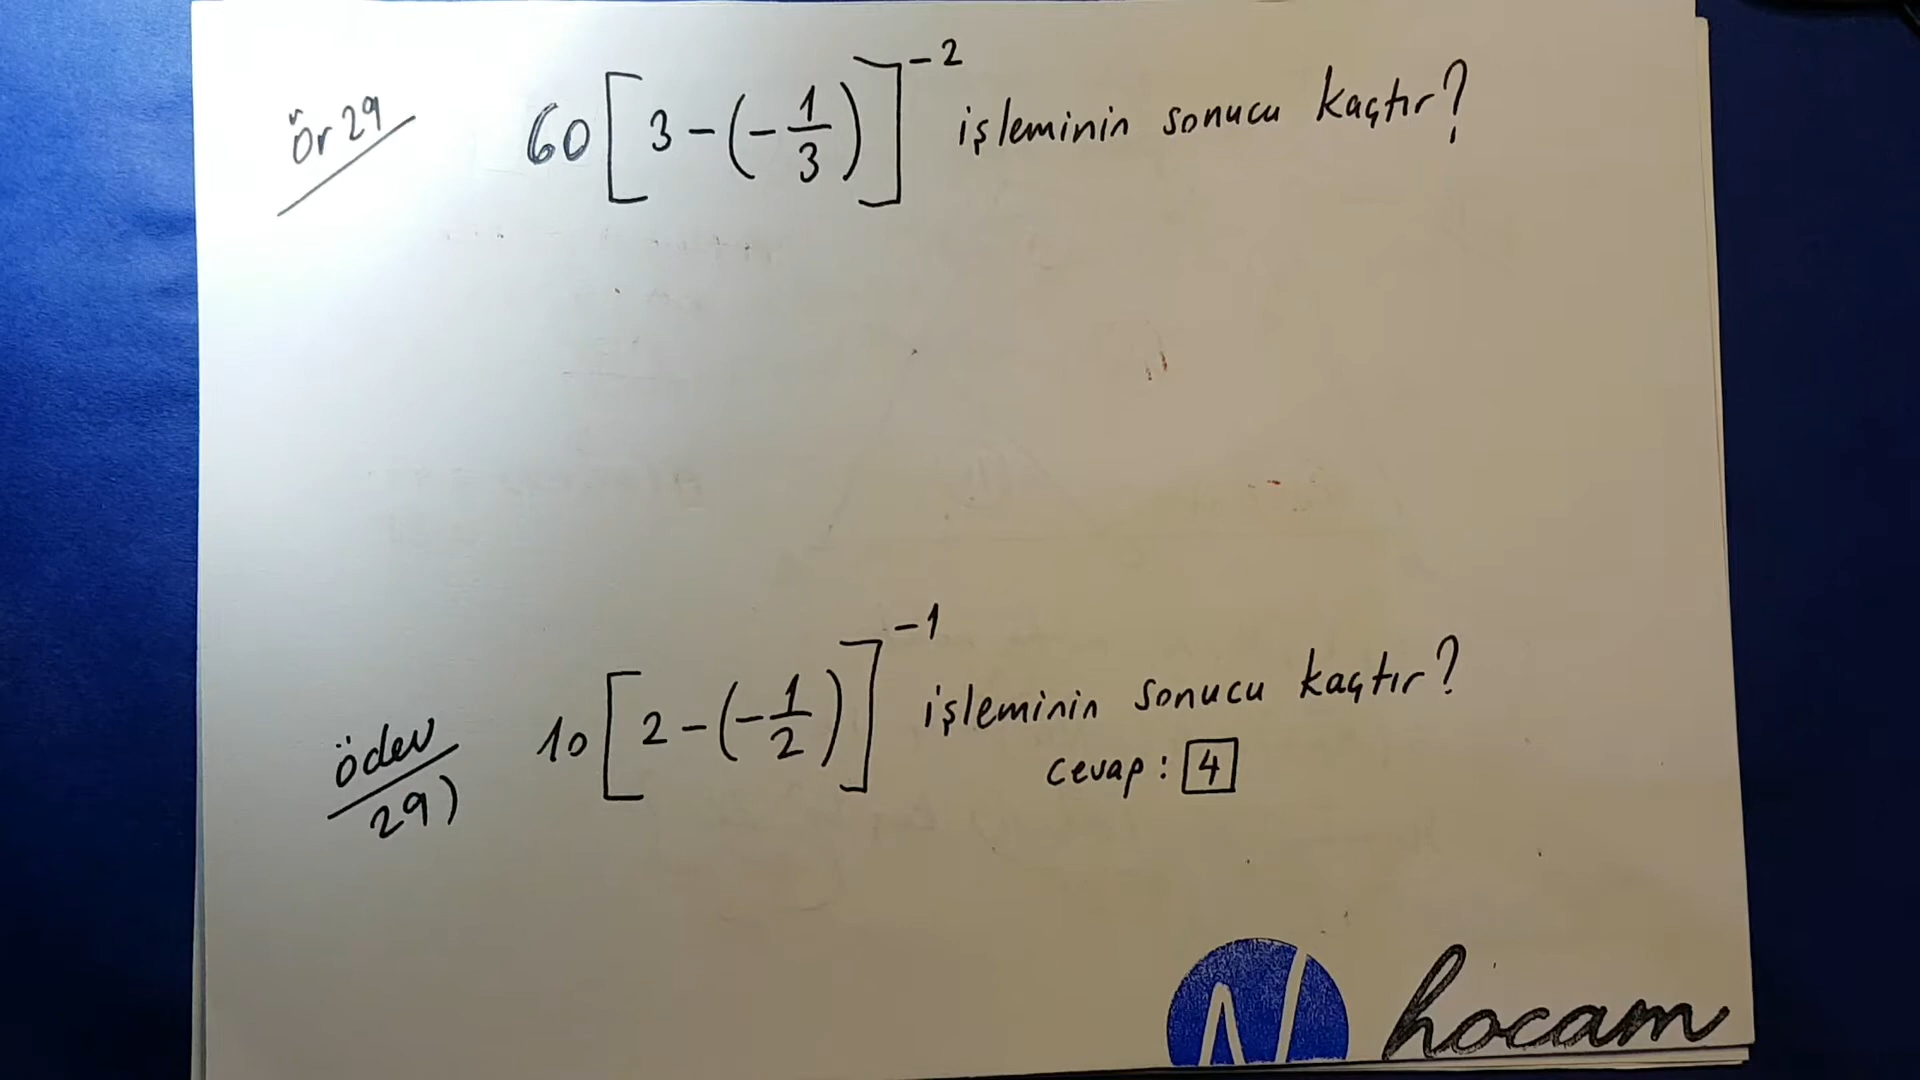 Ör 29 60[3-(-1/3)]^-2 işleminin sonucu kaçtır?
ödev 29) 10[2-(-1/2)]^-1 işleminin sonucu kaçtır?
cevap: 4
N hocam